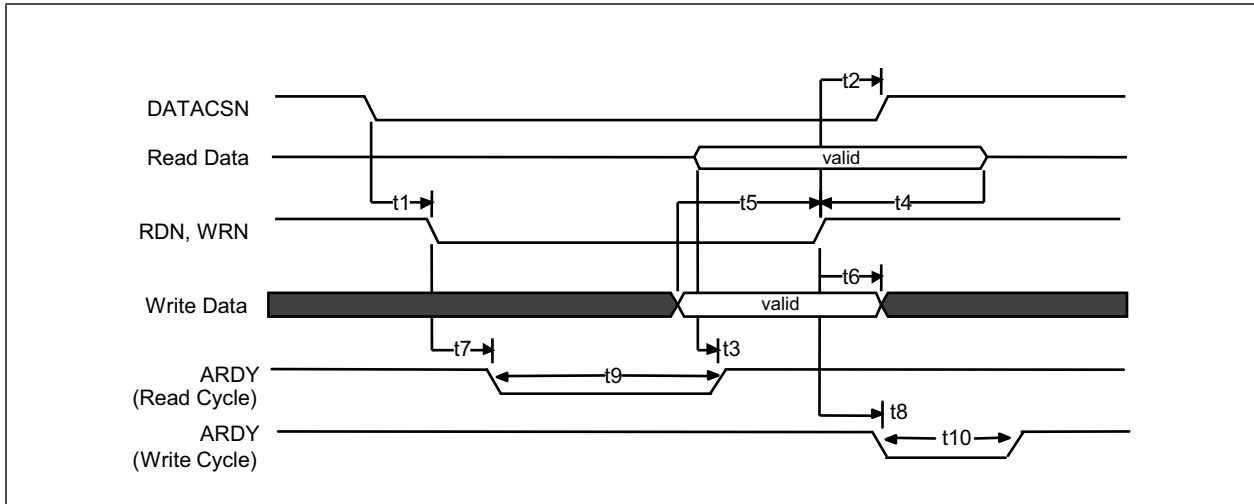 t2
DATACSN
Read Data
valid
t1
t5
t4
RDN, WRN
t6
Write Data
valid
t7
t3
ARDY
(Read Cycle)
t9
t8
ARDY
(Write Cycle)
t10